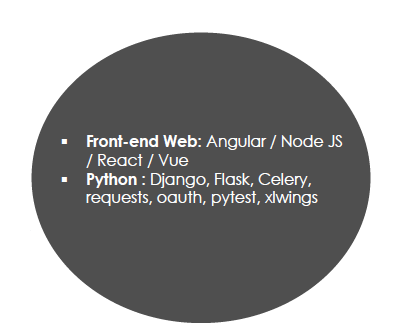 ▪ Front-end Web: Angular / Node JS
/ React / Vue
▪ Python : Django, Flask, Celery,
requests, oauth, pytest, xlwings